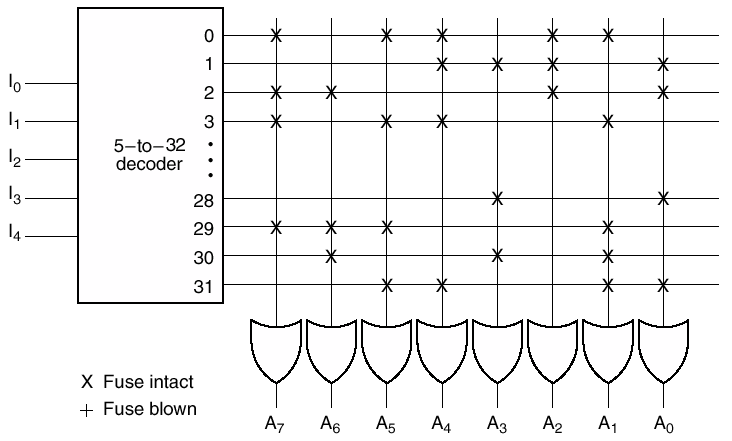 0
1
I₀
2
I₁
3
5–to–32
decoder
I₂
I₃
28
29
I₄
30
31
X Fuse intact
+ Fuse blown
A₇ A₆ A₅ A₄ A₃ A₂ A₁ A₀